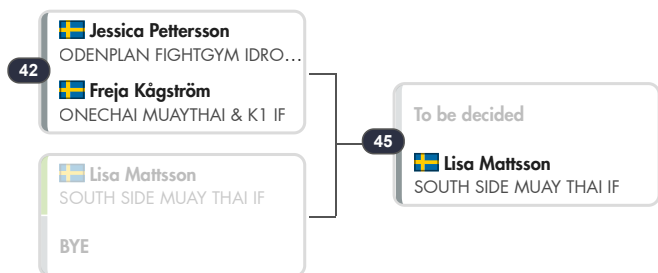 Jessica Pettersson
ODENPLAN FIGHTGYM IDRO...
42
Freja Kågström
ONECHAI MUAYTHAI & K1 IF
Lisa Mattsson
SOUTH SIDE MUAY THAI IF
BYE
To be decided
45
Lisa Mattsson
SOUTH SIDE MUAY THAI IF